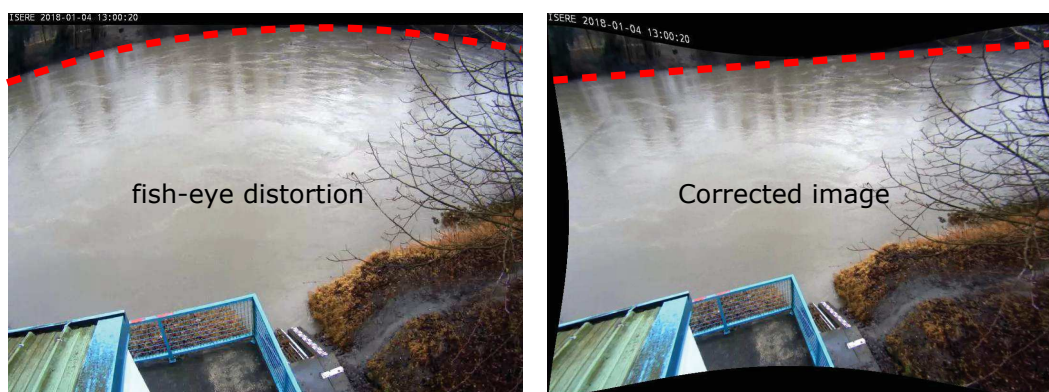 ISERE 2018-01-04 13:00:20
fish-eye distortion
ISERE 2018-01-04 13:00:20
Corrected image